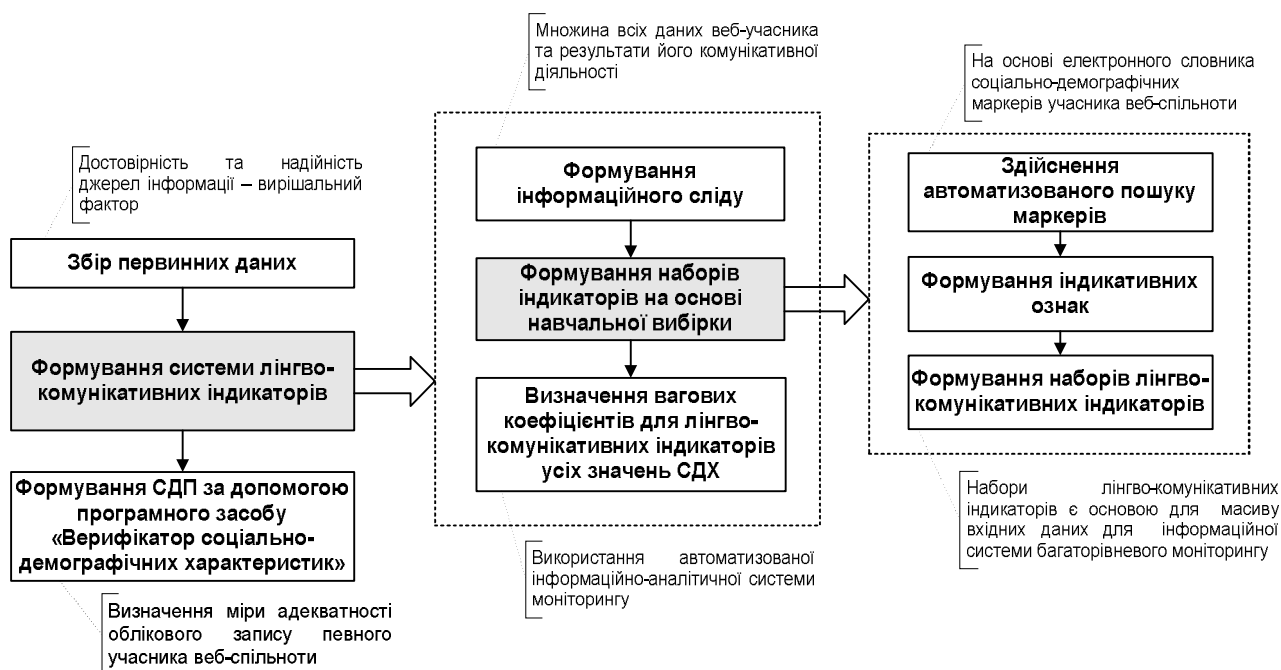 Достовірність та надійність
джерел інформації – вирішальний
фактор
Збір первинних даних
Формування системи лінгво-
комунікативних індикаторів
Формування СДП за допомогою
програмного засобу
«Верифікатор соціально-
демографічних характеристик»
Визначення міри адекватності
облікового запису певного
учасника веб-спільноти
Множина всіх даних веб-учасника
та результати його комунікативної
діяльності
Формування
інформаційного сліду
Формування наборів
індикаторів на основі
навчальної вибірки
Визначення вагових
коефіцієнтів для лінгво-
комунікативних індикаторів
усіх значень СДХ
Використання автоматизованої
інформаційно-аналітичної системи
моніторингу
На основі електронного словника
соціально-демографічних
маркерів учасника веб-спільноти
Здійснення
автоматизованого пошуку
маркерів
Формування індикативних
ознак
Формування наборів лінгво-
комунікативних індикаторів
Набори лінгво-комунікативних
індикаторів є основою для масиву
вхідних даних для інформаційної
системи багаторівневого моніторингу